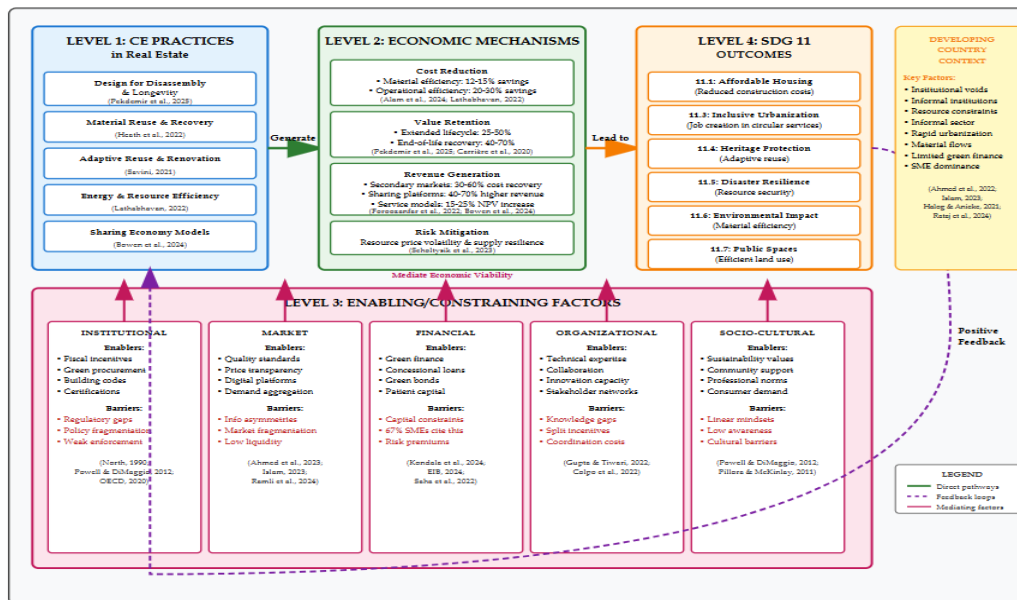 LEVEL 1: CE PRACTICES
in Real Estate
Design for Disassembly
& Longevity
(Pekdemir et al., 2025)
Material Reuse & Recovery
(Heath et al., 2022)
Adaptive Reuse & Renovation
(Savini, 2021)
Energy & Resource Efficiency
(Lathabhavan, 2022)
Sharing Economy Models
(Bowen et al., 2024)
Generate
LEVEL 2: ECONOMIC MECHANISMS
Cost Reduction
• Material efficiency: 12-15% savings
• Operational efficiency: 20-30% savings
(Alam et al., 2024; Lathabhavan, 2022)
Value Retention
• Extended lifecycle: 25-50%
• End-of-life recovery: 40-70%
(Pekdemir et al., 2025; Carrière et al., 2020)
Revenue Generation
• Secondary markets: 30-60% cost recovery
• Sharing platforms: 40-70% higher revenue
• Service models: 15-25% NPV increase
et al., 2022; Bowen et al., 2024)
Risk Mitigation
Resource price volatility & supply resilience
(Scholtysik et al., 2023)
Lead to
LEVEL 4: SDG 11
OUTCOMES
11.1: Affordable Housing
(Reduced construction costs)
11.3: Inclusive Urbanization
(Job creation in circular services)
11.4: Heritage Protection
(Adaptive reuse)
11.5: Disaster Resilience
(Resource security)
11.6: Environmental Impact
(Material efficiency)
11.7: Public Spaces
(Efficient land use)
DEVELOPING
COUNTRY
CONTEXT
Key Factors:
• Institutional voids
• Informal institutions
• Resource constraints
• Informal sector
• Rapid urbanization
• Material flows
• Limited green finance
• SME dominance
(Ahmed et al., 2022;
Islam, 2023;
Halog & Anieke, 2021;
Rataj et al., 2024)
Mediate Economic Viability
LEVEL 3: ENABLING/CONSTRAINING FACTORS
INSTITUTIONAL
Enablers:
• Fiscal incentives
• Green procurement
• Building codes
• Certifications
Barriers:
• Regulatory gaps
• Policy fragmentation
• Weak enforcement
(North, 1990;
Powell & DiMaggio, 2012;
OECD, 2020)
MARKET
Enablers:
• Quality standards
• Price transparency
• Digital platforms
• Demand aggregation
Barriers:
• Info asymmetries
• Market fragmentation
• Low liquidity
(Ahmed et al., 2023;
Islam, 2023;
Ramli et al., 2024)
FINANCIAL
Enablers:
• Green finance
• Concessional loans
• Green bonds
• Patient capital
Barriers:
• Capital constraints
• 67% SMEs cite this
• Risk premiums
(Kondala et al., 2024;
EIB, 2024;
Saha et al., 2022)
ORGANIZATIONAL
Enablers:
• Technical expertise
• Collaboration
• Innovation capacity
• Stakeholder networks
Barriers:
• Knowledge gaps
• Split incentives
• Coordination costs
(Gupta & Tiwari, 2022;
Colpo et al., 2022)
SOCIO-CULTURAL
Enablers:
• Sustainability values
• Community support
• Professional norms
• Consumer demand
Barriers:
• Linear mindsets
• Low awareness
• Cultural barriers
(Powell & DiMaggio, 2012;
& McKinlay, 2011)
Positive
Feedback
LEGEND
Direct pathways
Feedback loops
Mediating factors